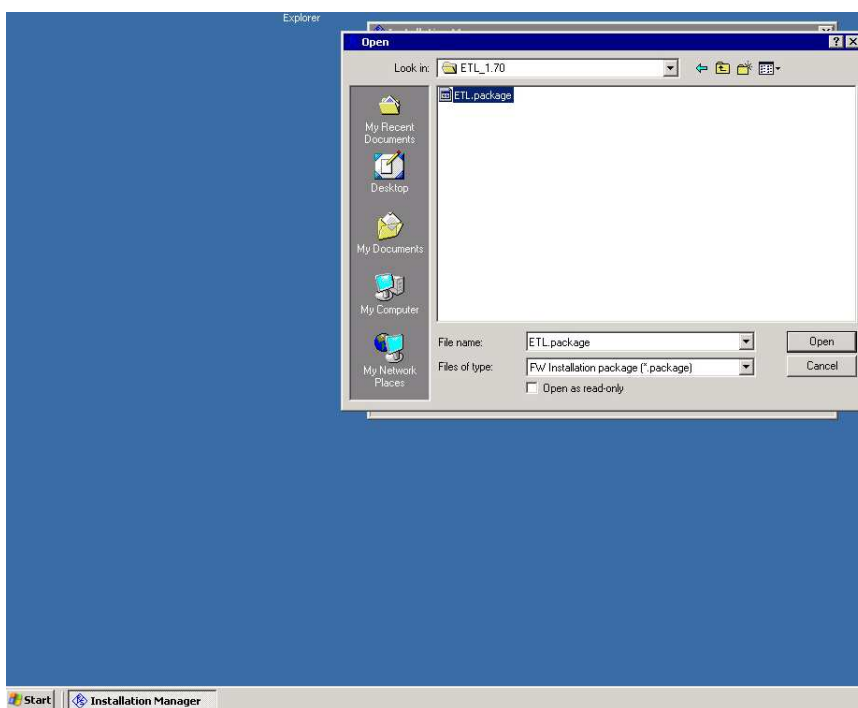 Explorer
Open
Look in:
ETL_1.70
ETL.package
My Recent
Documents
Desktop
My Documents
My Computer
My Network
Places
File name:
ETL.package
Open
Files of type:
FW Installation package (*.package)
Cancel
Open as read-only
Start
Installation Manager